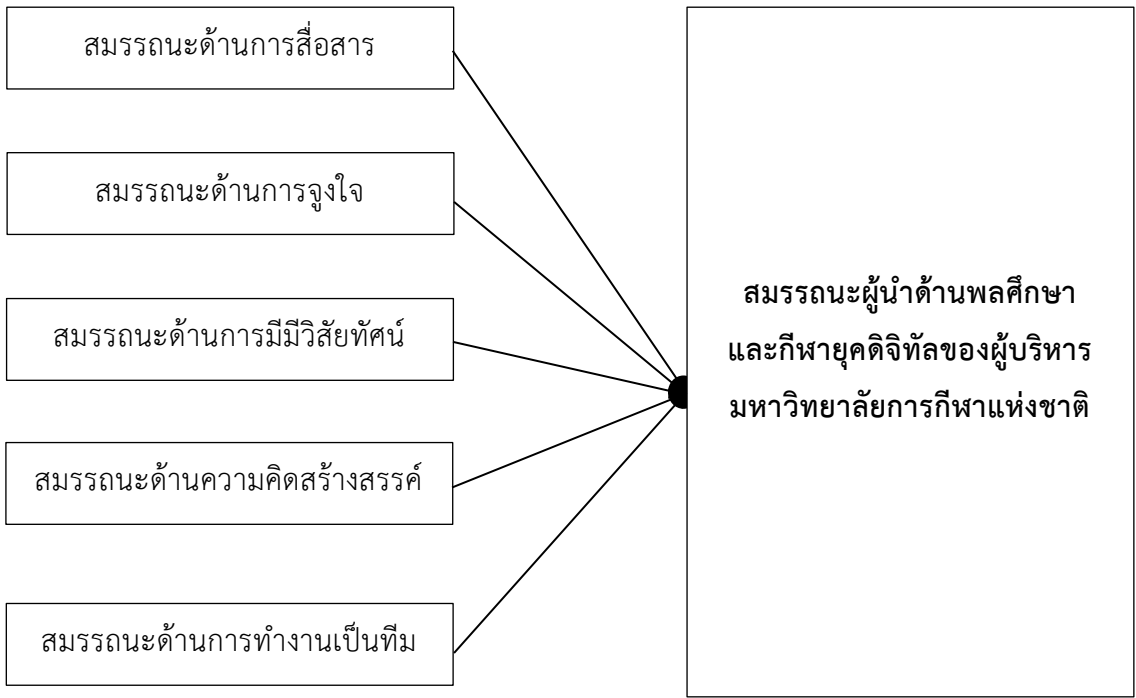 สมรรถนะด้านการสื่อสาร
สมรรถนะด้านการจูงใจ
สมรรถนะด้านการมีมีวิสัยทัศน์
สมรรถนะด้านความคิดสร้างสรรค์
สมรรถนะด้านการทำงานเป็นทีม
สมรรถนะผู้นำด้านพลศึกษา
และกีฬายุคดิจิทัลของผู้บริหาร
มหาวิทยาลัยการกีฬาแห่งชาติ